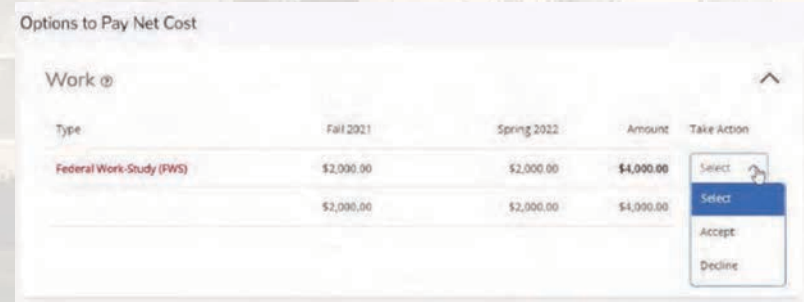 Options to Pay Net Cost
Work
Type Fall 2021 Spring 2022 Amount Take Action
Federal Work-Study (FWS) $2,000.00 $2,000.00 $4,000.00 Select
$2,000.00 $2,000.00 $4,000.00
Select
Accept
Decline